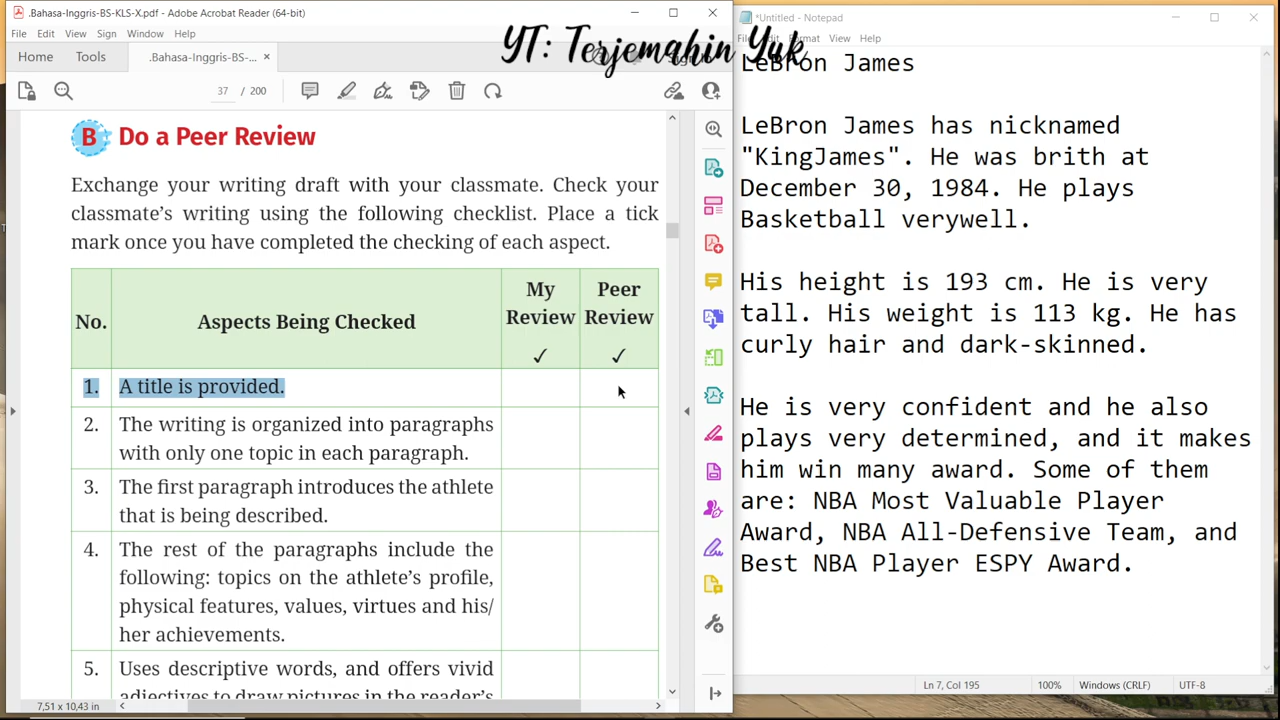 .Bahasa-Inggris-BS-KLS-X.pdf - Adobe Acrobat Reader (64-bit)
File Edit View Sign Window Help
Home Tools .Bahasa-Inggris-BS-...
37 / 200
YT: Terjemahin Yuk
B Do a Peer Review
Exchange your writing draft with your classmate. Check your
classmate's writing using the following checklist. Place a tick
mark once you have completed the checking of each aspect.
No. Aspects Being Checked My Review ✓ Peer Review ✓
1. A title is provided.
2. The writing is organized into paragraphs
with only one topic in each paragraph.
3. The first paragraph introduces the athlete
that is being described.
4. The rest of the paragraphs include the
following: topics on the athlete's profile,
physical features, values, virtues and his/
her achievements.
5. Uses descriptive words, and offers vivid
adjectives to draw pictures in the reader's
7,51 x 10,43 in
*Untitled - Notepad
Format View Help
LeBron James
LeBron James has nicknamed
"KingJames". He was brith at
December 30, 1984. He plays
Basketball verywell.
His height is 193 cm. He is very
tall. His weight is 113 kg. He has
curly hair and dark-skinned.
He is very confident and he also
plays very determined, and it makes
him win many award. Some of them
are: NBA Most Valuable Player
Award, NBA All-Defensive Team, and
Best NBA Player ESPY Award.
Ln 7, Col 195 100% Windows (CRLF) UTF-8